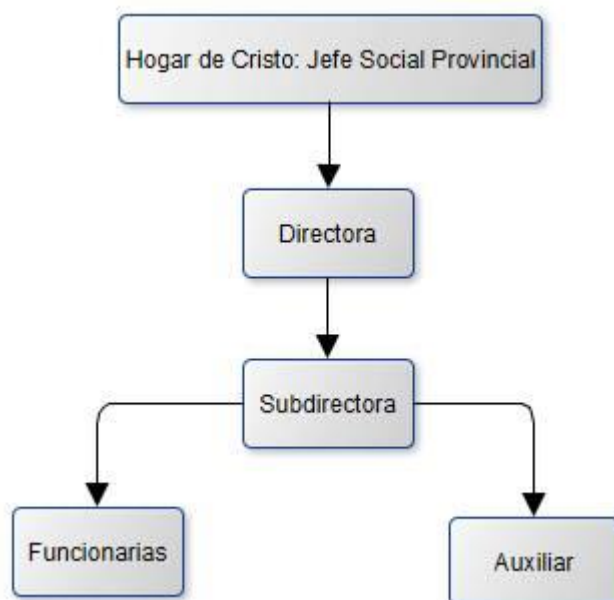 Hogar de Cristo: Jefe Social Provincial
Directora
Subdirectora
Funcionarias
Auxiliar